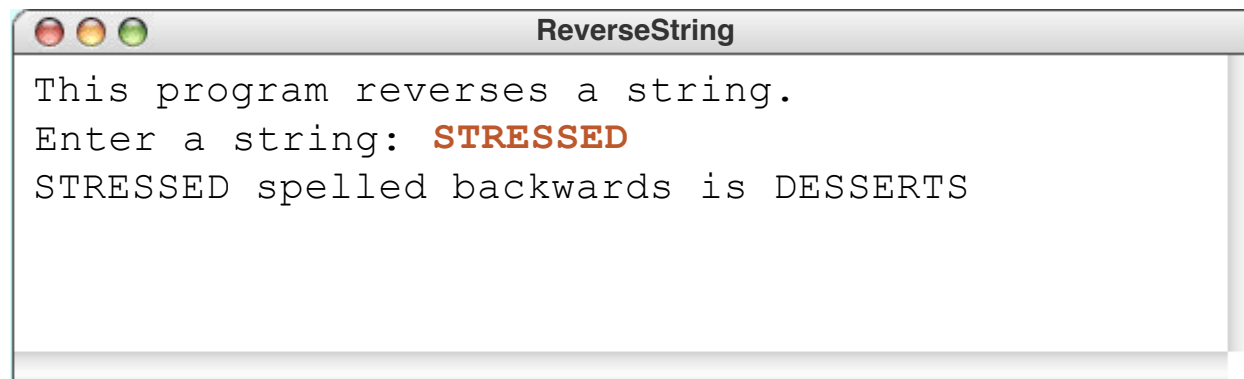 ReverseString
This program reverses a string.
Enter a string: STRESSED
STRESSED spelled backwards is DESSERTS